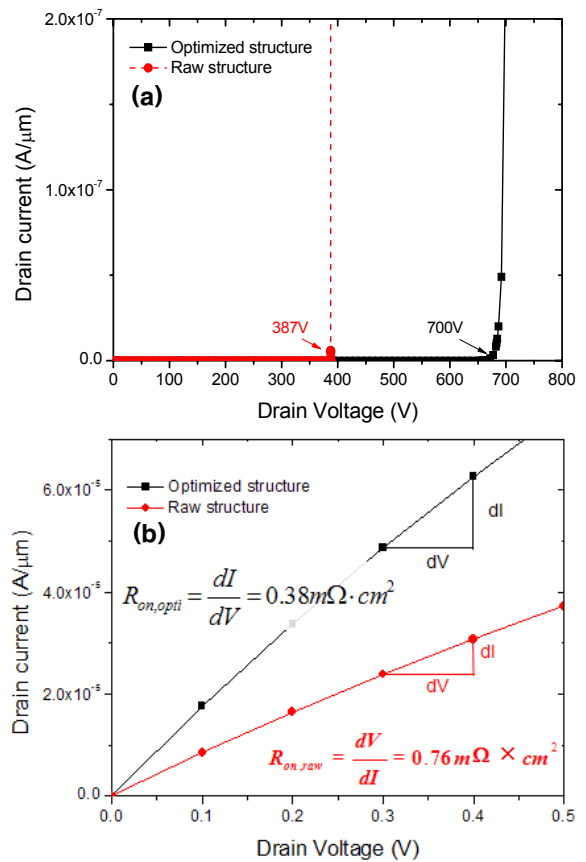 2.0x10⁻⁷
Optimized structure
Raw structure
(a)
1.0x10⁻⁷
387V
700V
0.0
0 100 200 300 400 500 600 700 800
Drain current (A/μm)
Drain Voltage (V)
6.0x10⁻⁵
Optimized structure
Raw structure
(b)
dI
dV
R_on,opti = dI/dV = 0.38mΩ·cm²
4.0x10⁻⁵
dI
dV
2.0x10⁻⁵
R_on,raw = dV/dI = 0.76 mΩ × cm²
0.0
0.0 0.1 0.2 0.3 0.4 0.5
Drain current (A/μm)
Drain Voltage (V)